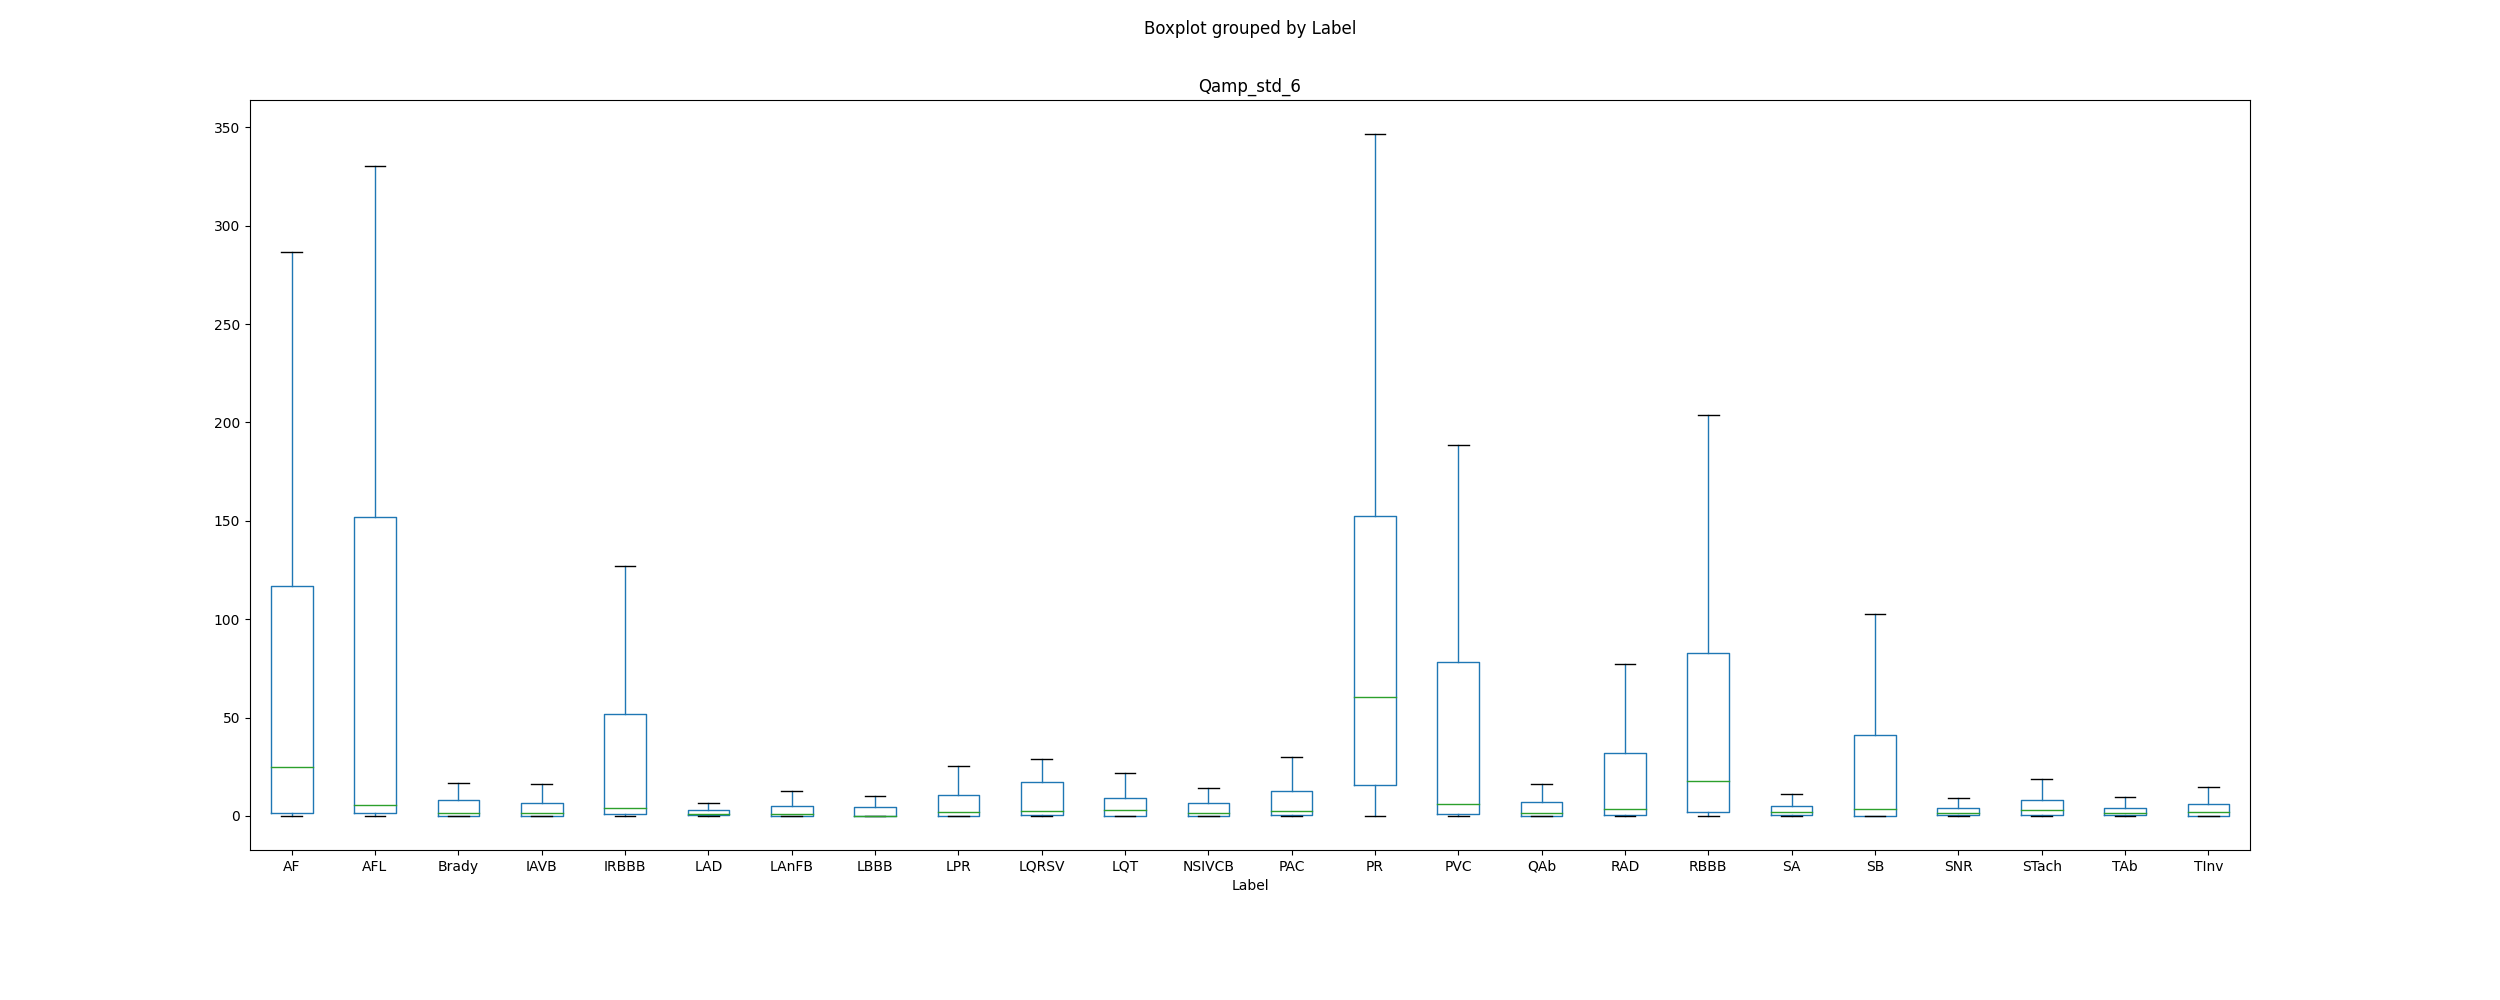 Boxplot grouped by Label
Qamp_std_6
350
300
250
200
150
100
50
0
AF AFL Brady IAVB IRBBB LAD LAnFB LBBB LPR LQRSV LQT NSIVCB PAC PR PVC QAb RAD RBBB SA SB SNR STach TAb TInv
Label